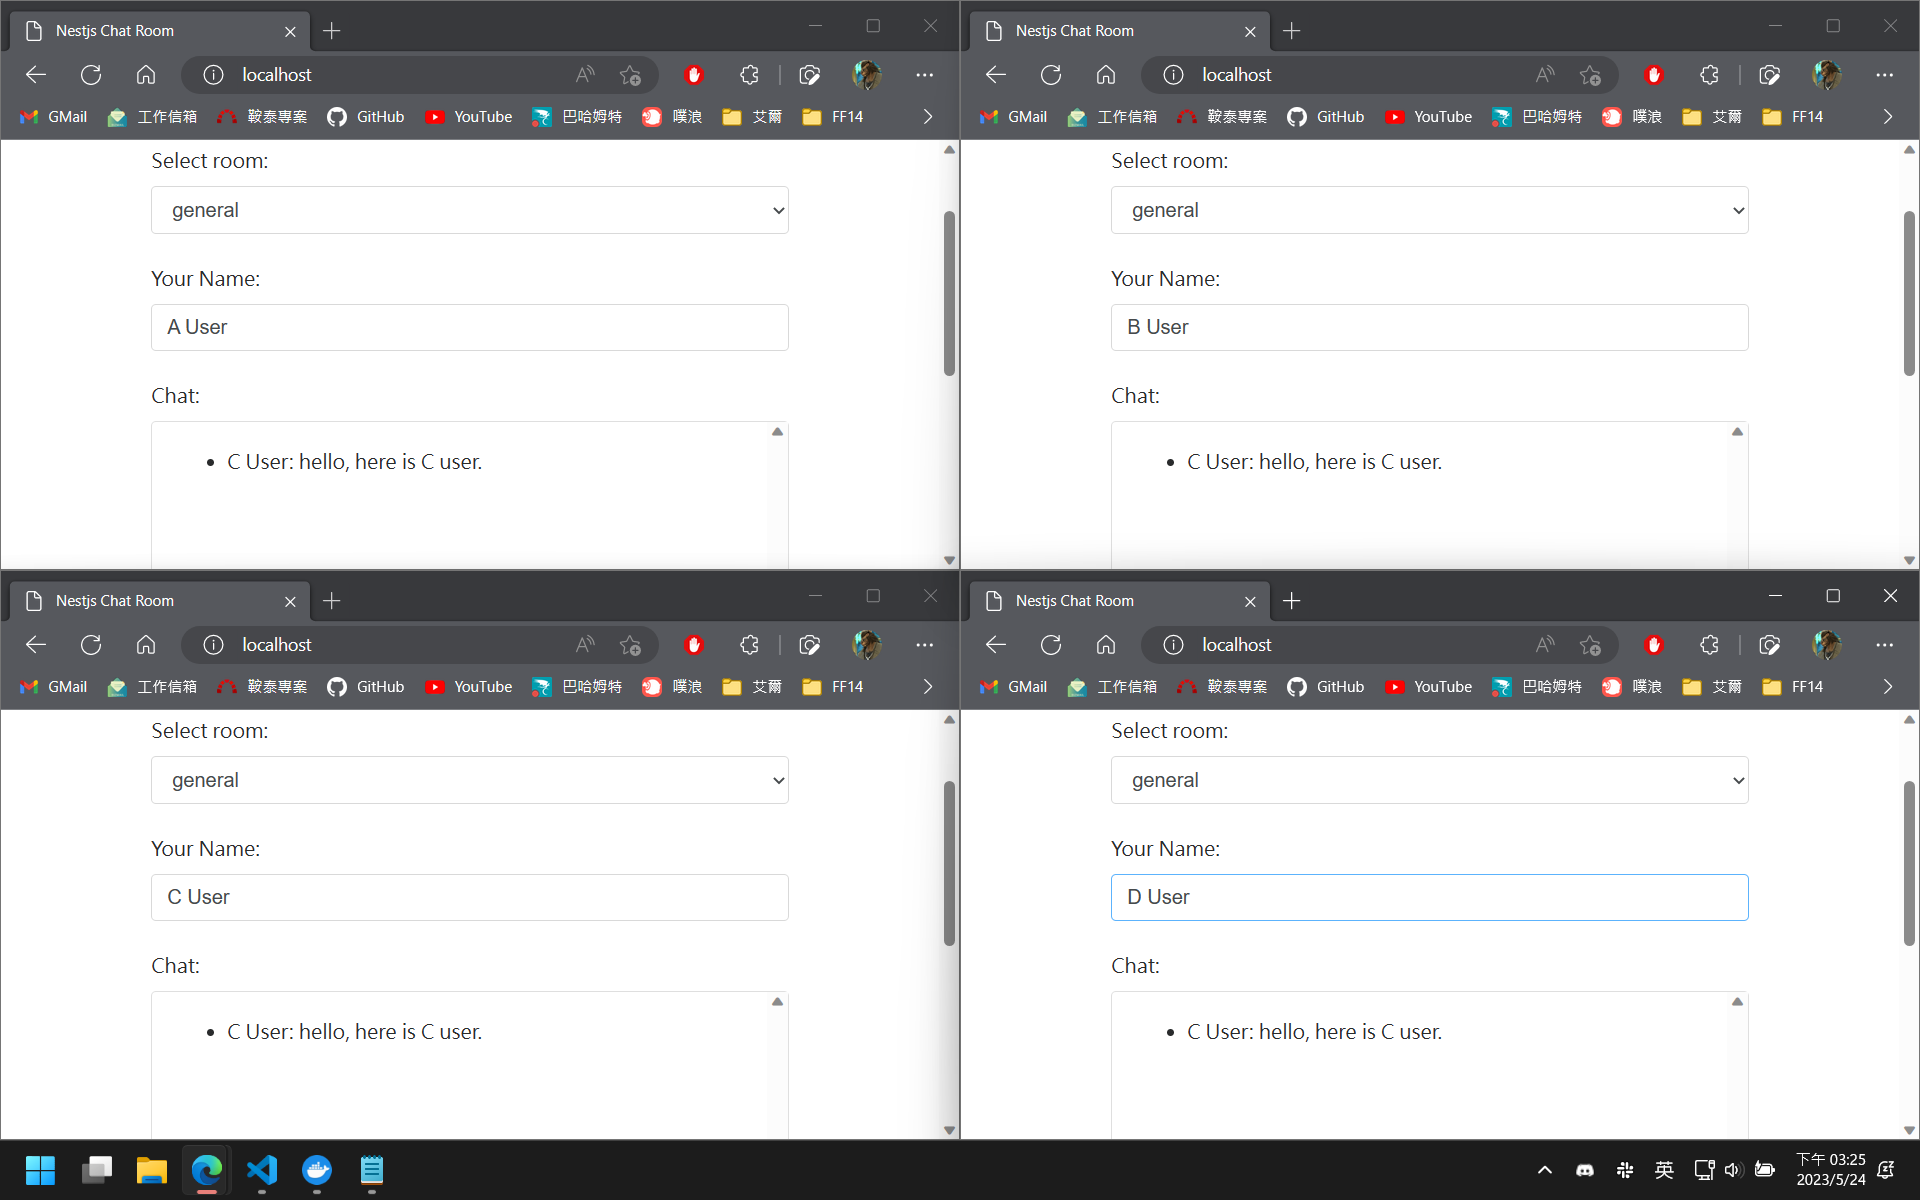 Nestjs Chat Room
localhost
GMail 工作信箱 鞍泰專案 GitHub YouTube 巴哈姆特 噗浪 艾爾 FF14
Select room:
general
Your Name:
A User
Chat:
C User: hello, here is C user.
Nestjs Chat Room
localhost
GMail 工作信箱 鞍泰專案 GitHub YouTube 巴哈姆特 噗浪 艾爾 FF14
Select room:
general
Your Name:
B User
Chat:
C User: hello, here is C user.
Nestjs Chat Room
localhost
GMail 工作信箱 鞍泰專案 GitHub YouTube 巴哈姆特 噗浪 艾爾 FF14
Select room:
general
Your Name:
C User
Chat:
C User: hello, here is C user.
Nestjs Chat Room
localhost
GMail 工作信箱 鞍泰專案 GitHub YouTube 巴哈姆特 噗浪 艾爾 FF14
Select room:
general
Your Name:
D User
Chat:
C User: hello, here is C user.
英
下午 03:25
2023/5/24